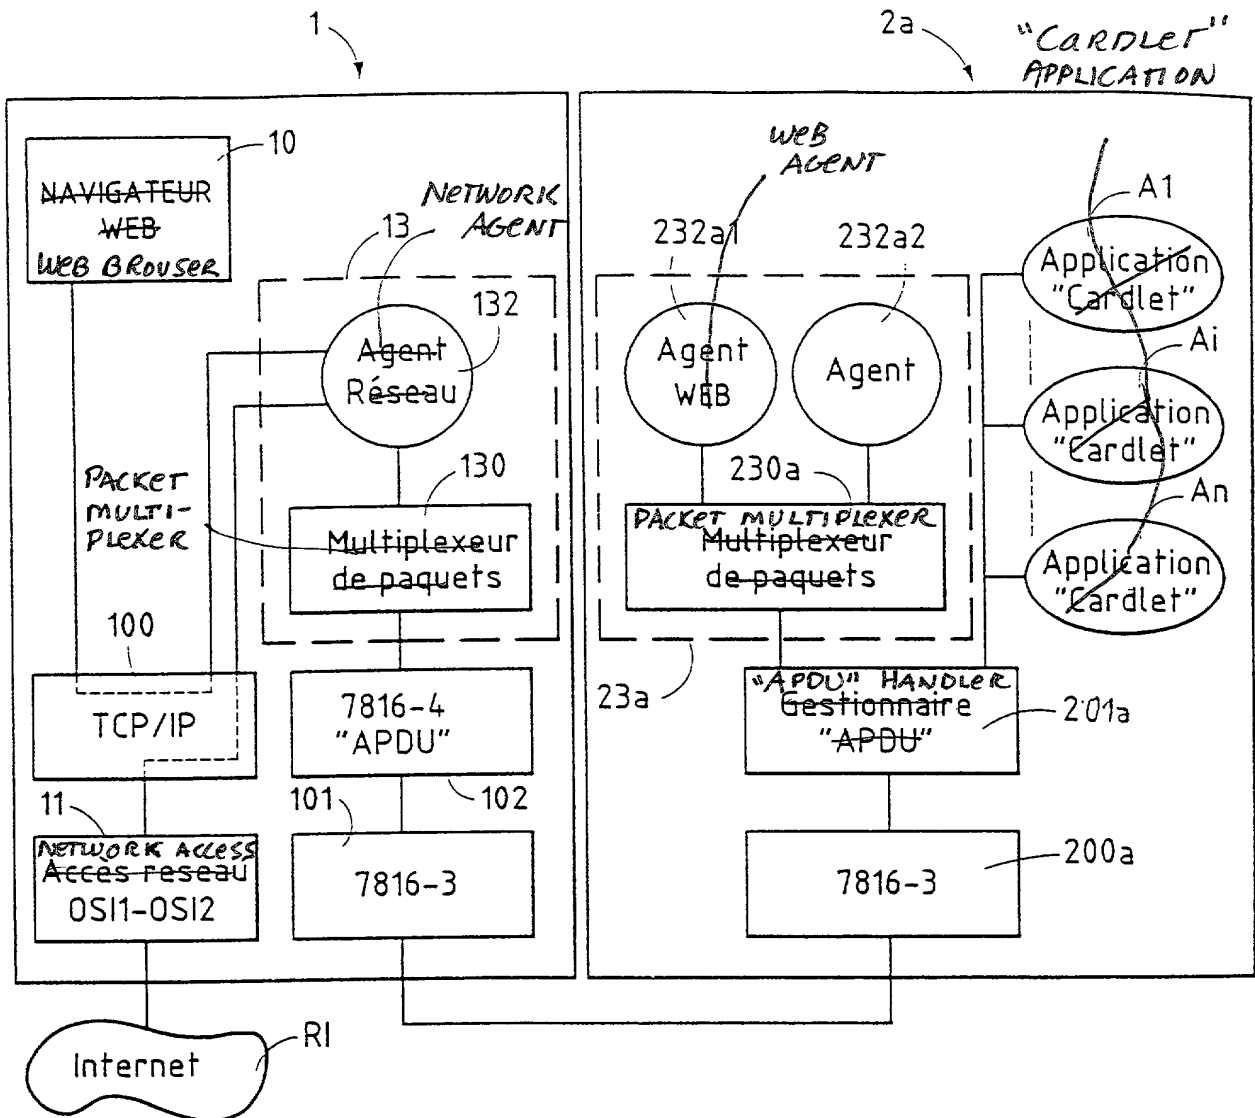 1
2a
"CARDLET"
APPLICATION
10
NAVIGATEUR
WEB
WEB BROUSER
NETWORK
AGENT
13
132
Agent
Réseau
WEB
AGENT
232a1
232a2
Agent
WEB
Agent
A1
Application
"Cardlet"
Ai
Application
"Cardlet"
An
Application
"Cardlet"
PACKET
MULTI-
PLEXER
130
Multiplexeur
de paquets
230a
PACKET MULTIPLEXER
Multiplexeur
de paquets
100
TCP/IP
7816-4
"APDU"
102
23a
"APDU" HANDLER
Gestionnaire
"APDU"
201a
11
NETWORK ACCESS
Accès reseau
OSI1-OSI2
101
7816-3
7816-3
200a
Internet
RI